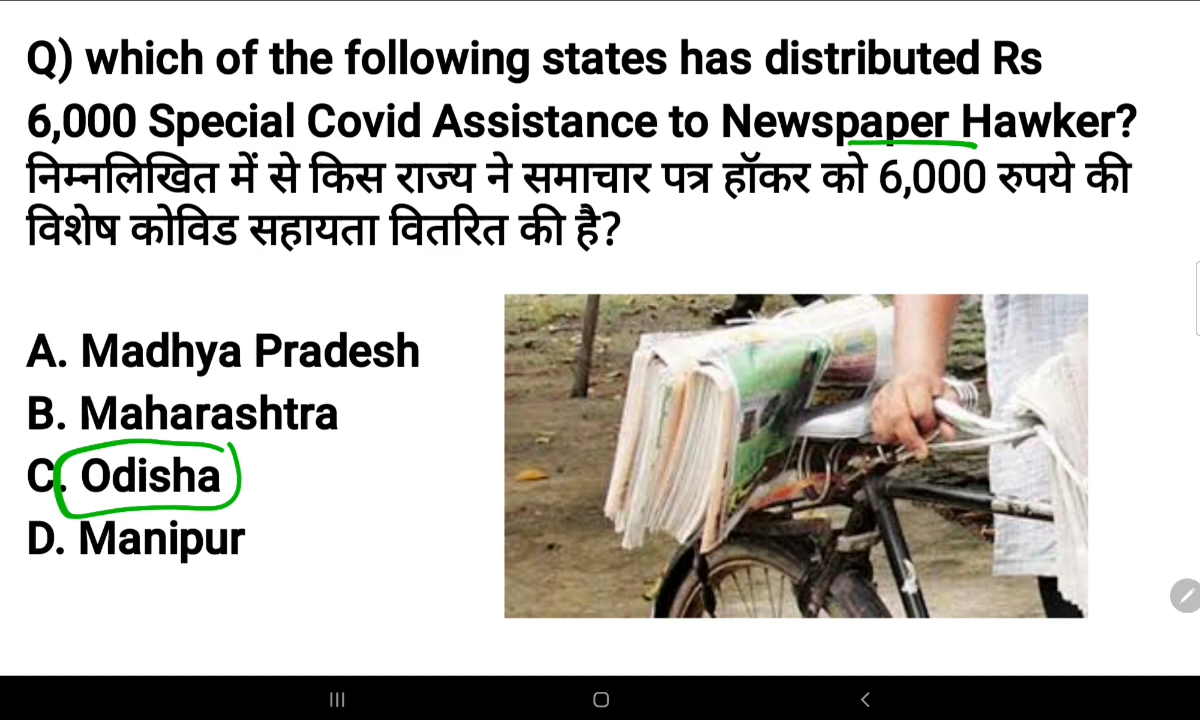 Q) which of the following states has distributed Rs
6,000 Special Covid Assistance to Newspaper Hawker?
निम्नलिखित में से किस राज्य ने समाचार पत्र हॉकर को 6,000 रुपये की
विशेष कोविड सहायता वितरित की है?
A. Madhya Pradesh
B. Maharashtra
C. Odisha
D. Manipur